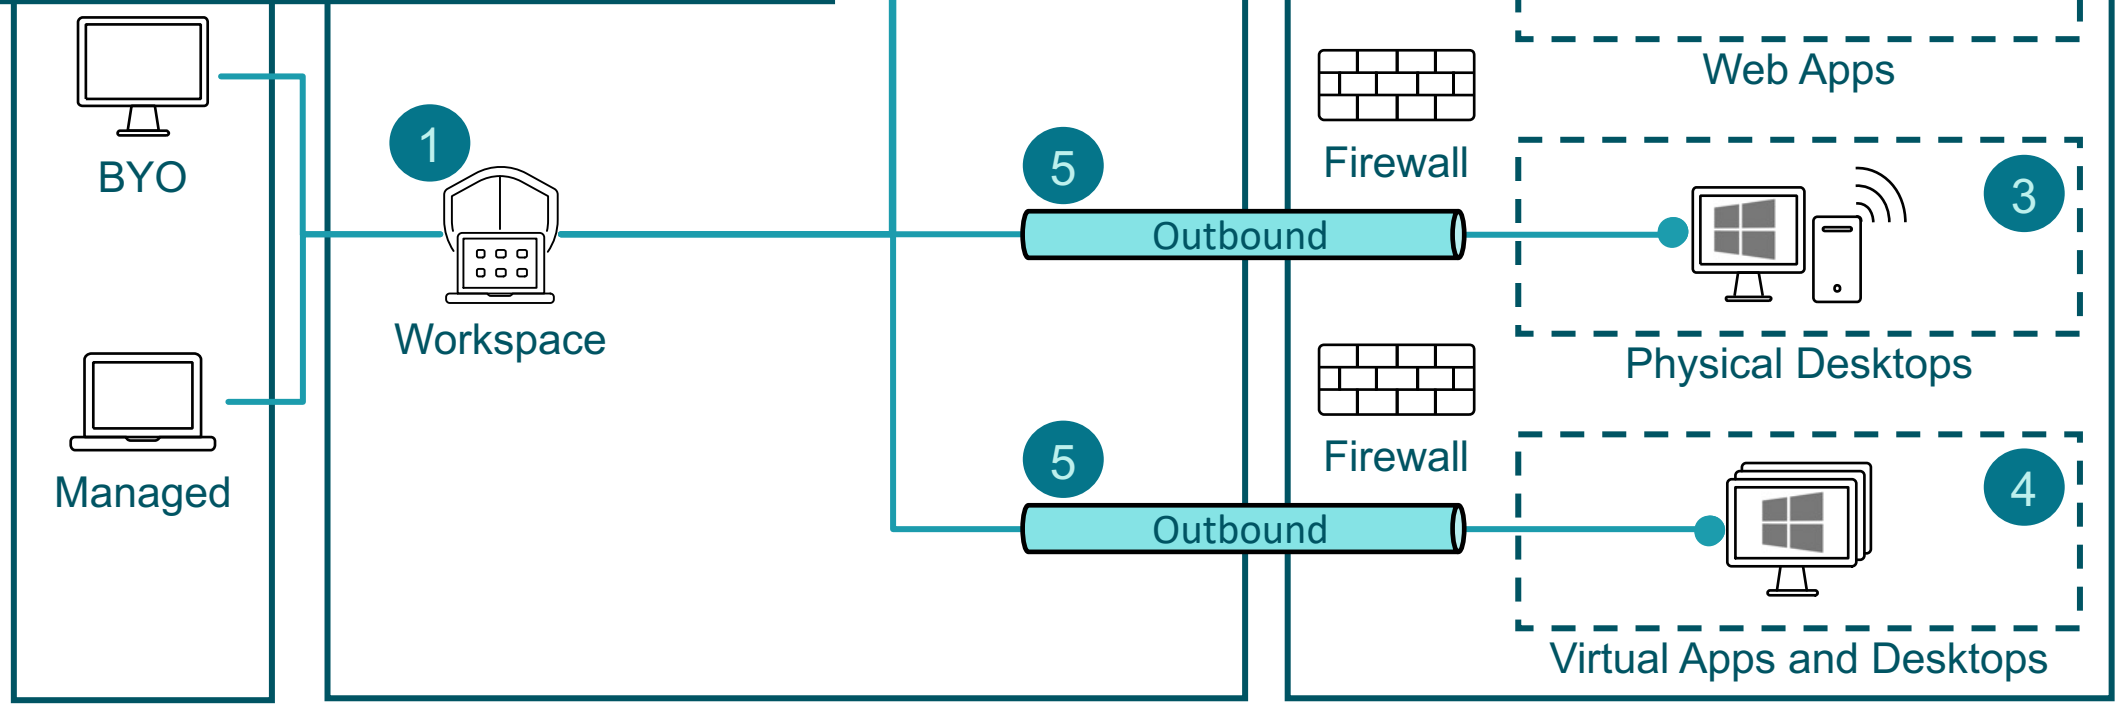 BYO
Managed
1
Workspace
5
Outbound
5
Outbound
Web Apps
Firewall
3
Physical Desktops
Firewall
4
Virtual Apps and Desktops